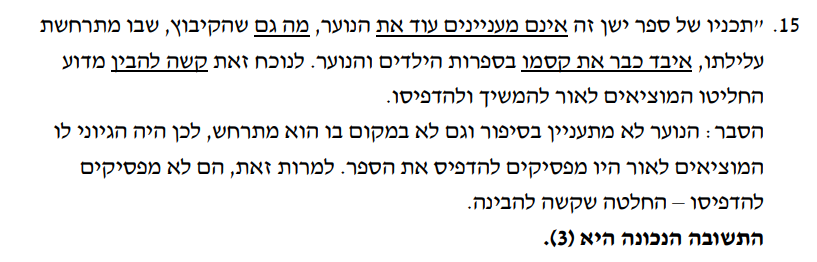 15. "תכניו של ספר ישן זה אינם מעניינים עוד את הנוער, מה גם שהקיבוץ, שבו מתרחשת
עלילתו, איבד כבר את קסמו בספרות הילדים והנוער. לנוכח זאת קשה להבין מדוע
החליטו המוציאים לאור להמשיך ולהדפיסו.
הסבר: הנוער לא מתעניין בסיפור וגם לא במקום בו הוא מתרחש, לכן היה הגיוני לו
המוציאים לאור היו מפסיקים להדפיס את הספר. למרות זאת, הם לא מפסיקים
להדפיסו – החלטה שקשה להבינה.
התשובה הנכונה היא (3).